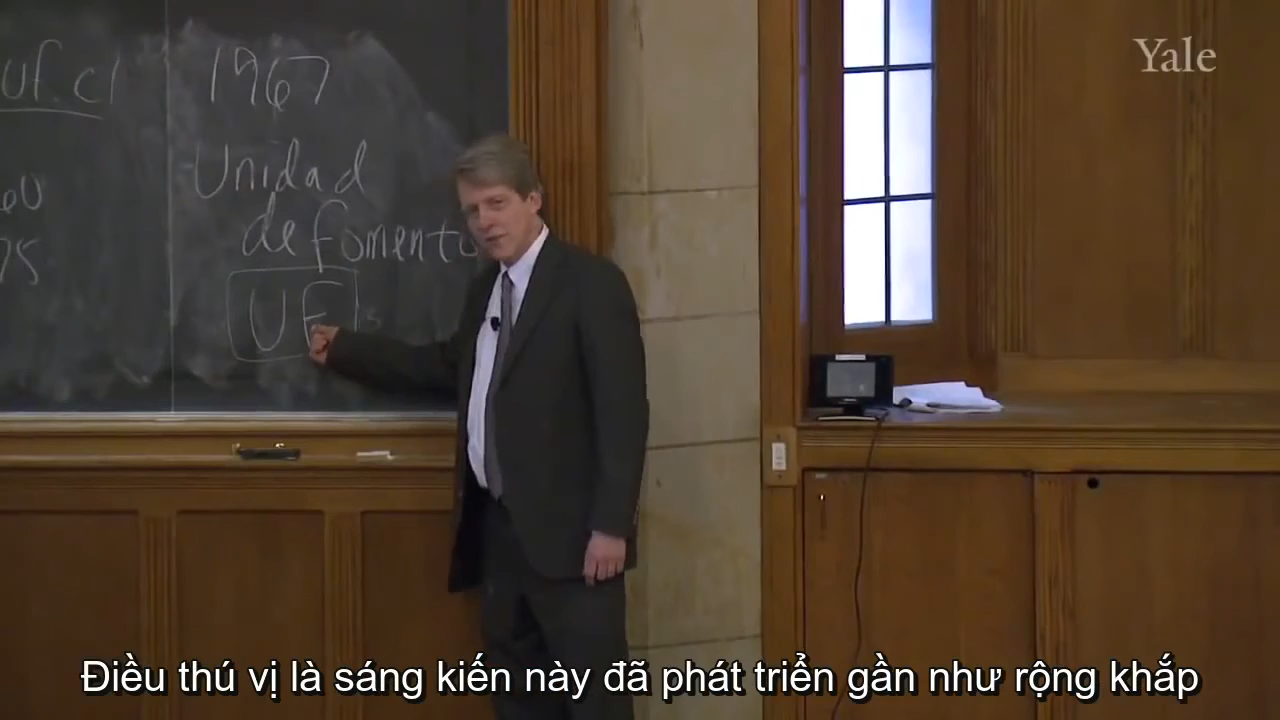 uf.cl
1967
Unidad
de fomento
UF
75
Yale
Điều thú vị là sáng kiến này đã phát triển gần như rộng khắp